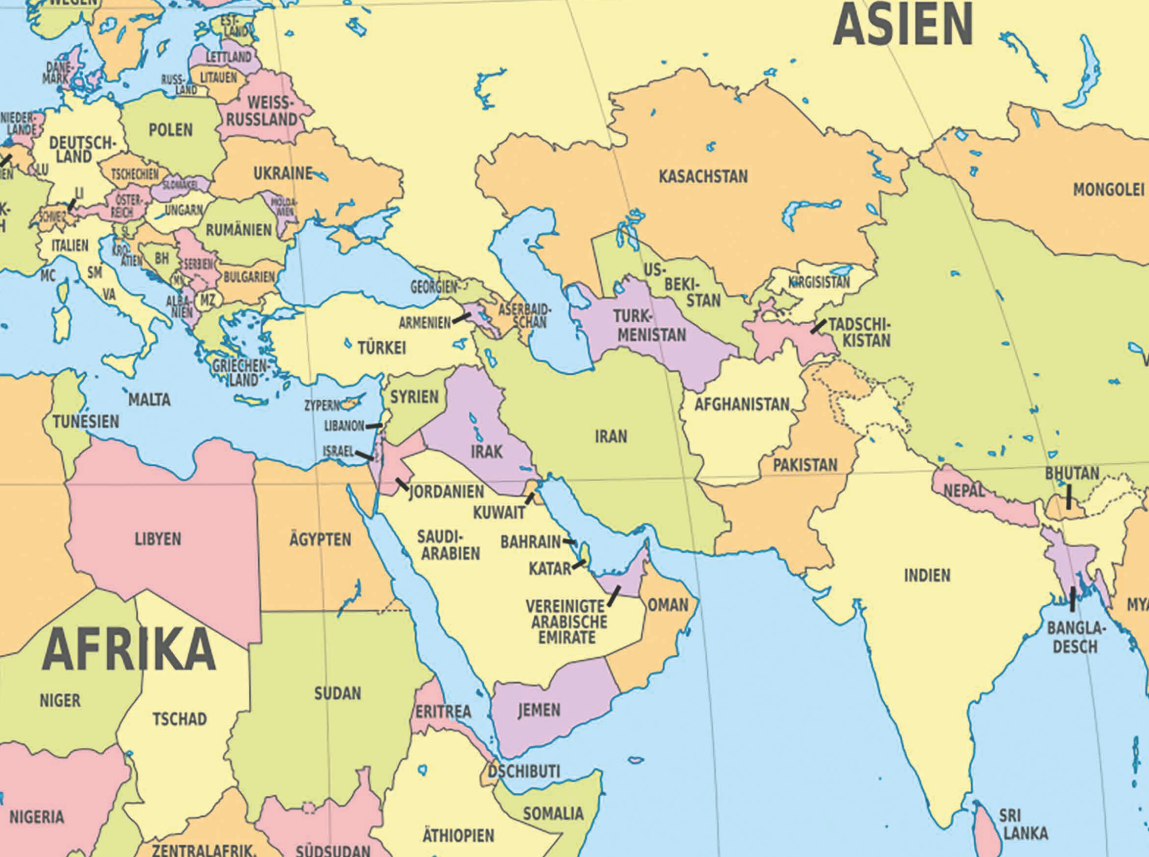 WEGEN
EST-
LAND
ASIEN
LETTLAND
DÄNE-
MARK
RUSS-
LAND
LITAUEN
WEISS-
RUSSLAND
NIEDER-
LANDE
POLEN
DEUTSCH-
LAND
IEN
LU
TSCHECHIEN
UKRAINE
KASACHSTAN
MONGOLEI
SLOWAKEI
LI
ÖSTER-
REICH
UNGARN
MOLDA-
WIEN
SCHWEIZ
K-
H
RUMÄNIEN
ITALIEN
KRO-
ATIEN
BH
SERBIEN
BULGARIEN
MC
SM
VA
ALBA-
NIEN
MZ
GEORGIEN
ARMENIEN
ASERBAID-
SCHAN
US-
BEKI-
STAN
KIRGISISTAN
TURK-
MENISTAN
TADSCHI-
KISTAN
TÜRKEI
GRIECHEN-
LAND
MALTA
ZYPERN
SYRIEN
LIBANON
AFGHANISTAN
TUNESIEN
ISRAEL
IRAK
IRAN
PAKISTAN
JORDANIEN
KUWAIT
NEPAL
BHUTAN
LIBYEN
ÄGYPTEN
SAUDI-
ARABIEN
BAHRAIN
KATAR
INDIEN
VEREINIGTE
ARABISCHE
EMIRATE
OMAN
MYA
BANGLA-
DESCH
AFRIKA
NIGER
TSCHAD
SUDAN
ERITREA
JEMEN
DSCHIBUTI
NIGERIA
SOMALIA
SRI
LANKA
ÄTHIOPIEN
ZENTRALAFRIK.
SÜDSUDAN